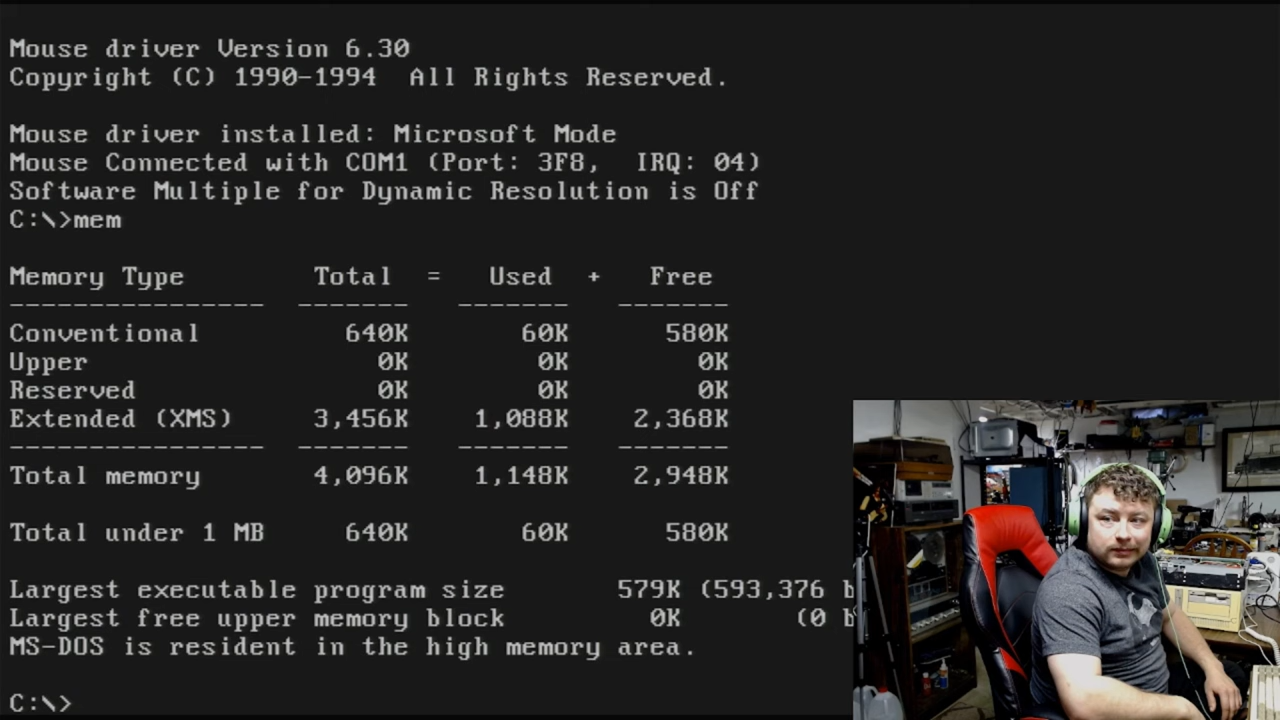 Mouse driver Version 6.30
Copyright (C) 1990-1994  All Rights Reserved.
Mouse driver installed: Microsoft Mode
Mouse Connected with COM1 (Port: 3F8,  IRQ: 04)
Software Multiple for Dynamic Resolution is Off
C:\>mem
Memory Type Total = Used + Free
---------------- ------- ------- -------
Conventional 640K 60K 580K
Upper 0K 0K 0K
Reserved 0K 0K 0K
Extended (XMS) 3,456K 1,088K 2,368K
---------------- ------- ------- -------
Total memory 4,096K 1,148K 2,948K
Total under 1 MB 640K 60K 580K
Largest executable program size 579K (593,376 b
Largest free upper memory block 0K (0 b
MS-DOS is resident in the high memory area.
C:\>